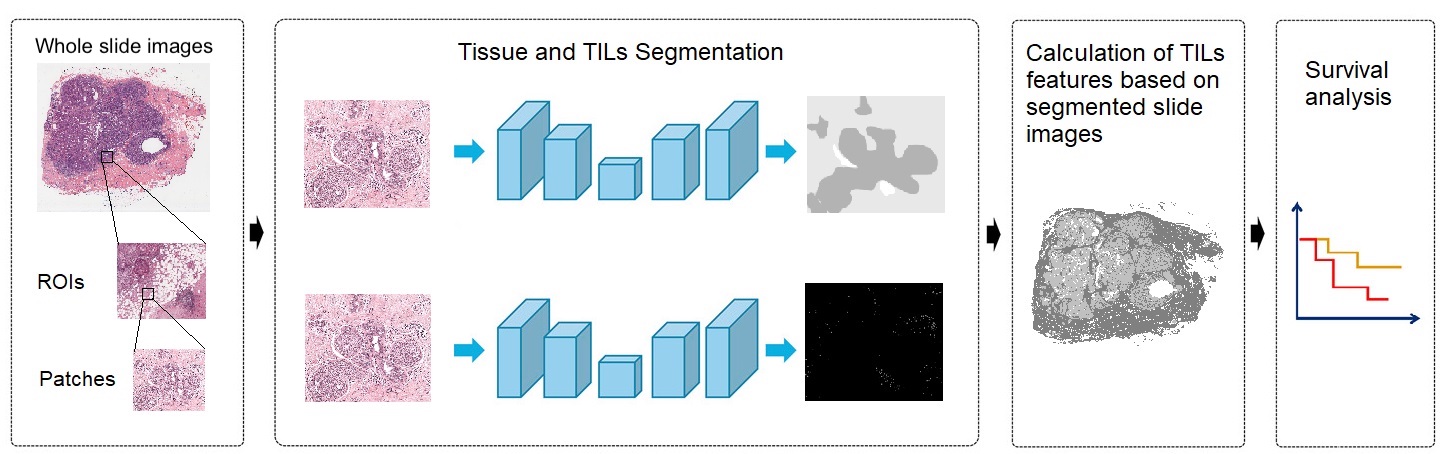 Whole slide images
ROIs
Patches
Tissue and TILs Segmentation
Calculation of TILs
features based on
segmented slide
images
Survival
analysis